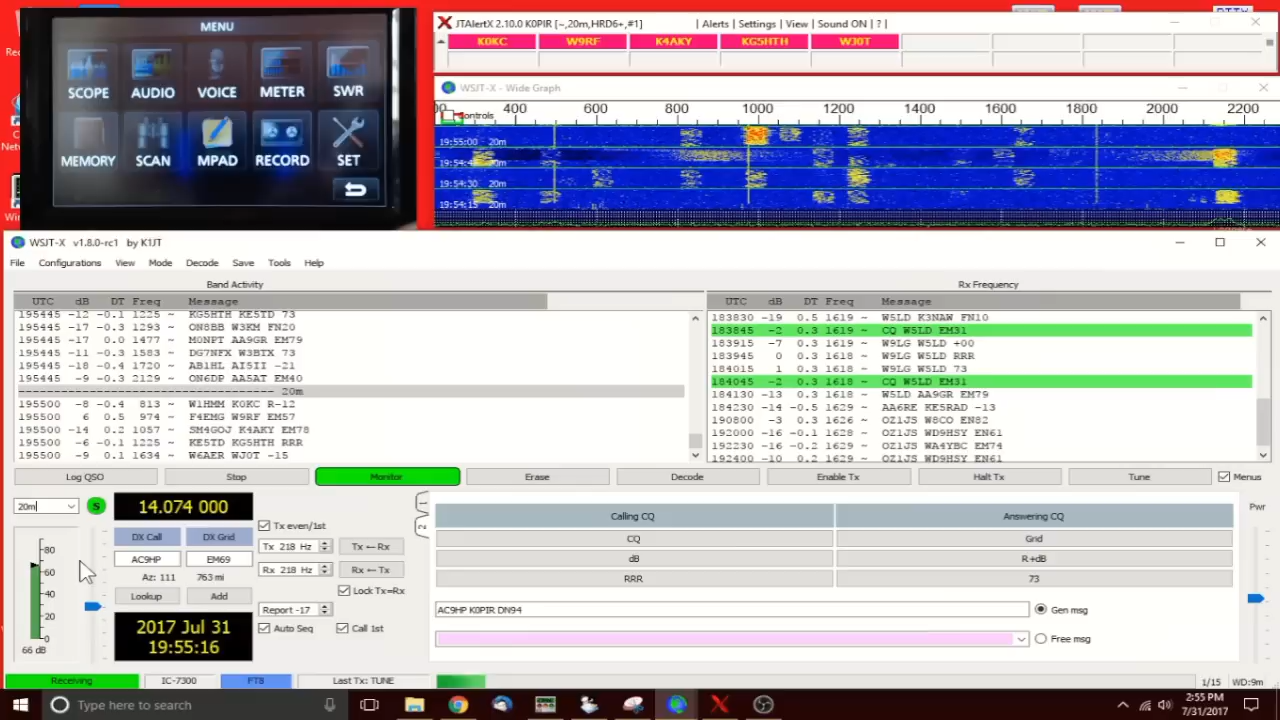 MENU
SCOPE AUDIO VOICE METER SWR
MEMORY SCAN MPAD RECORD SET
JTAlertX 2.10.0 K0PIR [~,20m,HRD6+,#1] | Alerts | Settings | View | Sound ON | ? |
K0KC W9RF K4AKY KG5HTH WJ0T
WSJT-X - Wide Graph
400 600 800 1000 1200 1400 1600 1800 2000 2200
Controls
19:55:00 20m
20m
19:54:30 20m
19:54:15 20m
WSJT-X v1.8.0-rc1 by K1JT
File Configurations View Mode Decode Save Tools Help
Band Activity
UTC dB DT Freq Message
195445 -12 -0.1 1225 ~ KG5HTH KE5TD 73
195445 -17 -0.3 1293 ~ ON8BB W3KM FN20
195445 -17 0.0 1477 ~ M0NPT AA9GR EM79
195445 -11 -0.3 1583 ~ DG7NFX W3BTX 73
195445 -18 -0.4 1720 ~ AB1HL AI5II -21
195445 -9 -0.3 2129 ~ ON6DP AA5AT EM40
20m
195500 -8 -0.4 813 ~ W1HMM K0KC R-12
195500 6 0.5 974 ~ F4EMG W9RF EM57
195500 -14 0.2 1057 ~ SM4GOJ K4AKY EM78
195500 -6 -0.1 1225 ~ KE5TD KG5HTH RRR
195500 -9 0.1 1634 ~ W6AER WJ0T -15
Rx Frequency
UTC dB DT Freq Message
183830 -19 0.5 1619 ~ W5LD K3NAW FN10
183845 -2 0.3 1619 ~ CQ W5LD EM31
183915 -7 0.3 1619 ~ W9LG W5LD +00
183945 0 0.3 1618 ~ W9LG W5LD RRR
184015 1 0.3 1618 ~ W9LG W5LD 73
184045 -2 0.3 1618 ~ CQ W5LD EM31
184130 -13 0.3 1618 ~ W5LD AA9GR EM79
184230 -14 -0.5 1629 ~ AA6RE KE5RAD -13
190800 -3 0.3 1626 ~ OZ1JS W8CO EN82
192000 -16 -0.1 1628 ~ OZ1JS WD9HSY EN61
192230 -16 -0.2 1629 ~ OZ1JS WA4YBC EM74
192400 -10 0.2 1629 ~ OZ1JS WD9HSY EN61
Log QSO Stop Monitor Erase Decode Enable Tx Halt Tx Tune Menus
20m S 14.074 000
DX Call DX Grid
AC9HP EM69
Az: 111 763 mi
Lookup Add
2017 Jul 31
19:55:16
80
60
40
20
0
66 dB
Tx even/1st
Tx 218 Hz Tx ← Rx
Rx 218 Hz Rx ← Tx
Lock Tx=Rx
Report -17
Auto Seq Call 1st
1
2
Calling CQ Answering CQ
CQ Grid
dB R+dB
RRR 73
AC9HP K0PIR DN94 Gen msg
Free msg
Pwr
Receiving IC-7300 FT8 Last Tx: TUNE 1/15 WD:9m
Type here to search
2:55 PM
7/31/2017